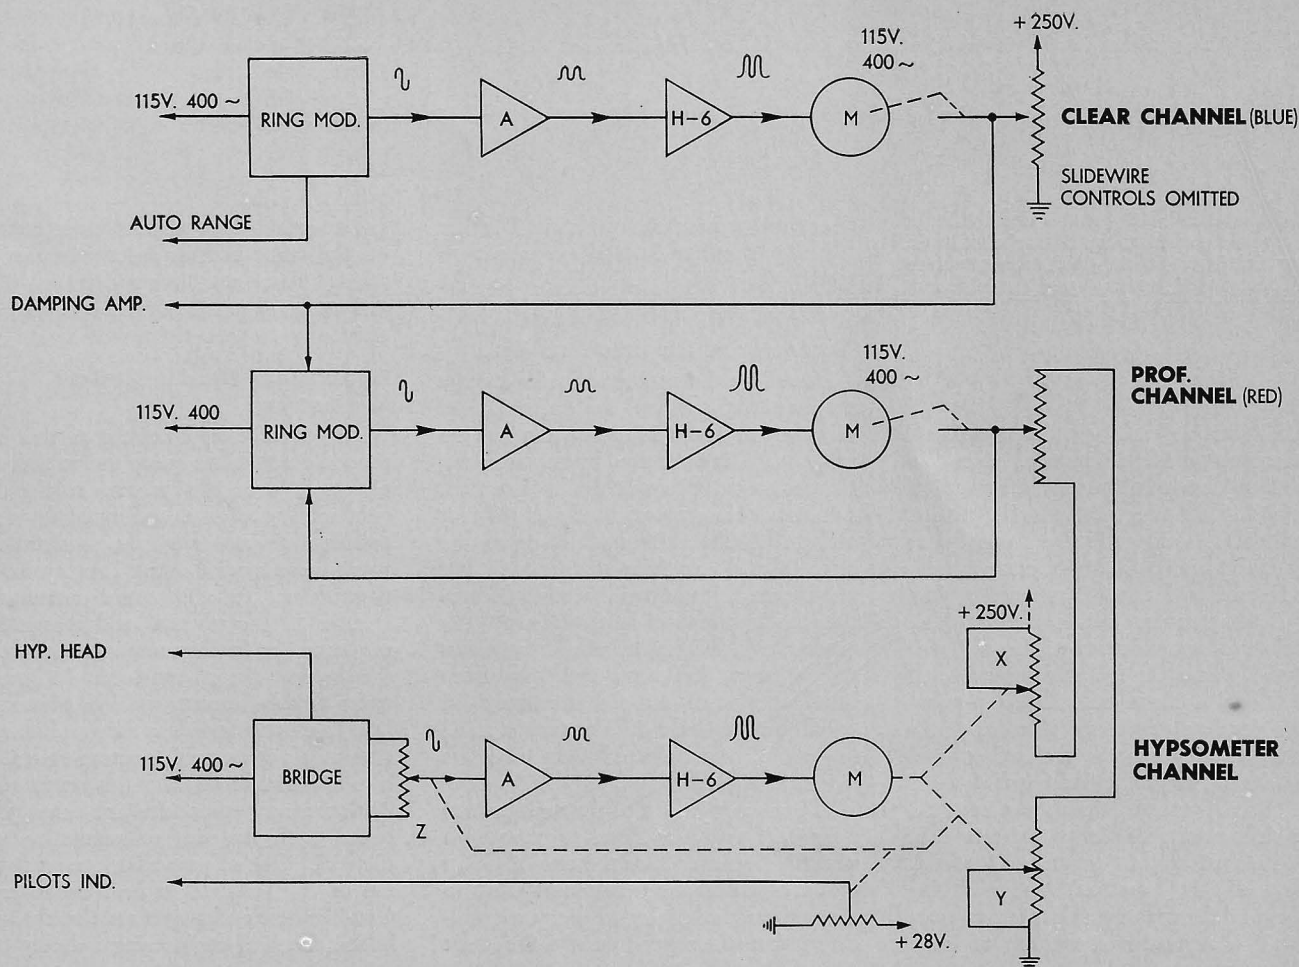 + 250V.
115V.
400 ~
115V. 400 ~
RING MOD.
A
H-6
M
CLEAR CHANNEL (BLUE)
SLIDEWIRE
CONTROLS OMITTED
AUTO RANGE
DAMPING AMP.
115V.
400 ~
PROF.
CHANNEL (RED)
115V. 400
RING MOD.
A
H-6
M
+ 250V.
HYP. HEAD
X
115V. 400 ~
BRIDGE
Z
A
H-6
M
HYPSOMETER
CHANNEL
PILOTS IND.
Y
+ 28V.